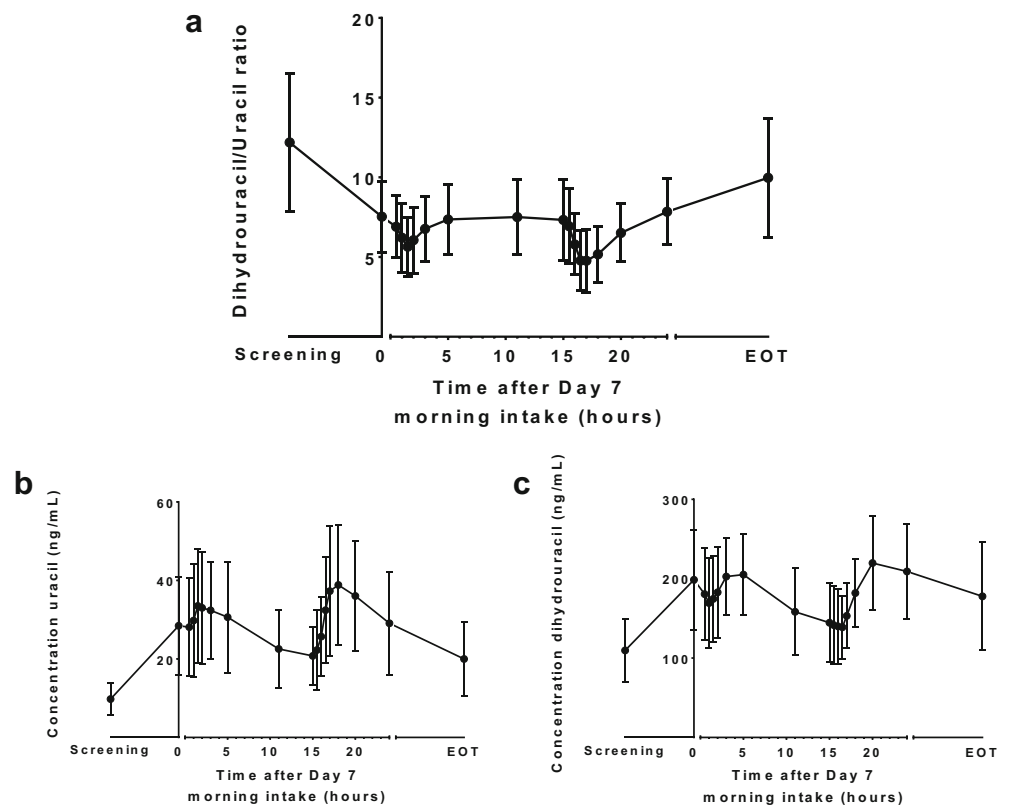 a
Dihydrouracil/Uracil ratio
20
15
10
5
Screening 0 5 10 15 20 EOT
Time after Day 7
morning intake (hours)
b
Concentration uracil (ng/mL)
60
40
20
Screening 0 5 10 15 20 EOT
Time after Day 7
morning intake (hours)
c
Concentration dihydrouracil (ng/mL)
300
200
100
Screening 0 5 10 15 20 EOT
Time after Day 7
morning intake (hours)